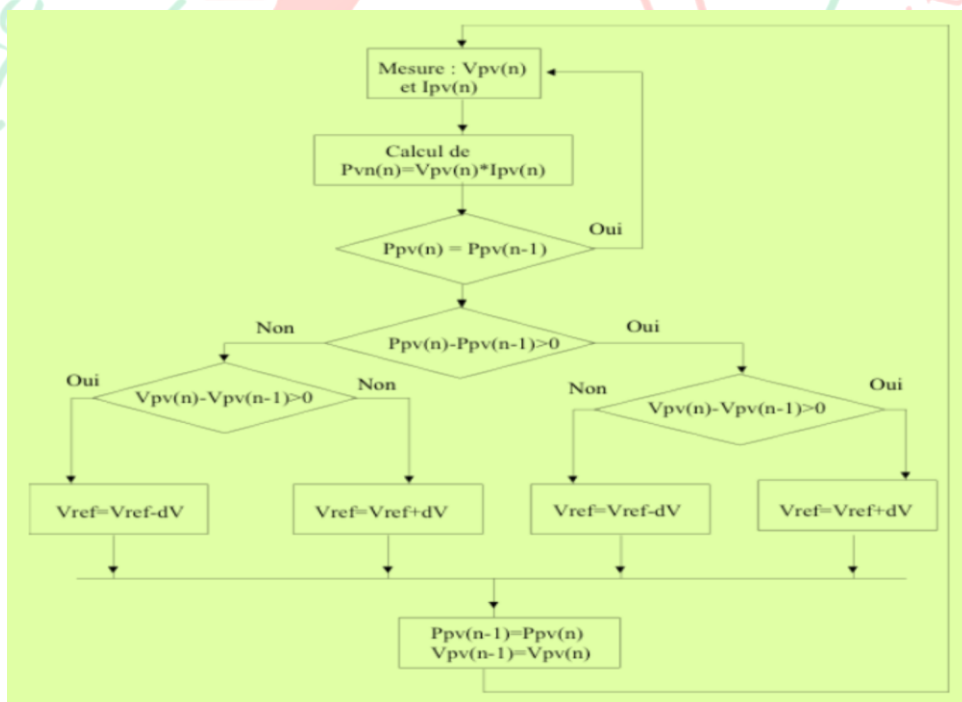 Mesure : Vpv(n)
et Ipv(n)
Calcul de
Pvn(n)=Vpv(n)*Ipv(n)
Oui
Ppv(n) = Ppv(n-1)
Non
Oui
Ppv(n)-Ppv(n-1)>0
Oui
Non
Vpv(n)-Vpv(n-1)>0
Non
Oui
Vpv(n)-Vpv(n-1)>0
Vref=Vref-dV
Vref=Vref+dV
Vref=Vref-dV
Vref=Vref+dV
Ppv(n-1)=Ppv(n)
Vpv(n-1)=Vpv(n)